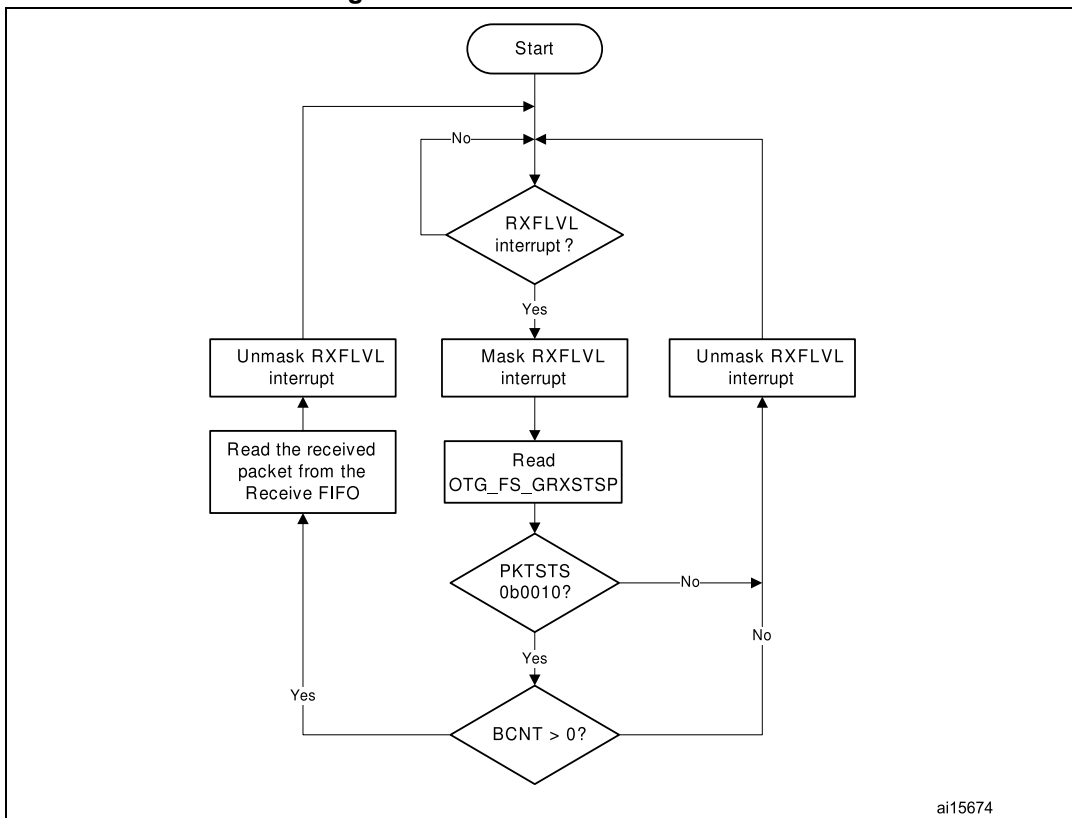 Start
No
RXFLVL
interrupt ?
Yes
Unmask RXFLVL
interrupt
Mask RXFLVL
interrupt
Unmask RXFLVL
interrupt
Read the received
packet from the
Receive FIFO
Read
OTG_FS_GRXSTSP
PKTSTS
0b0010?
No
No
Yes
Yes
BCNT > 0?
ai15674